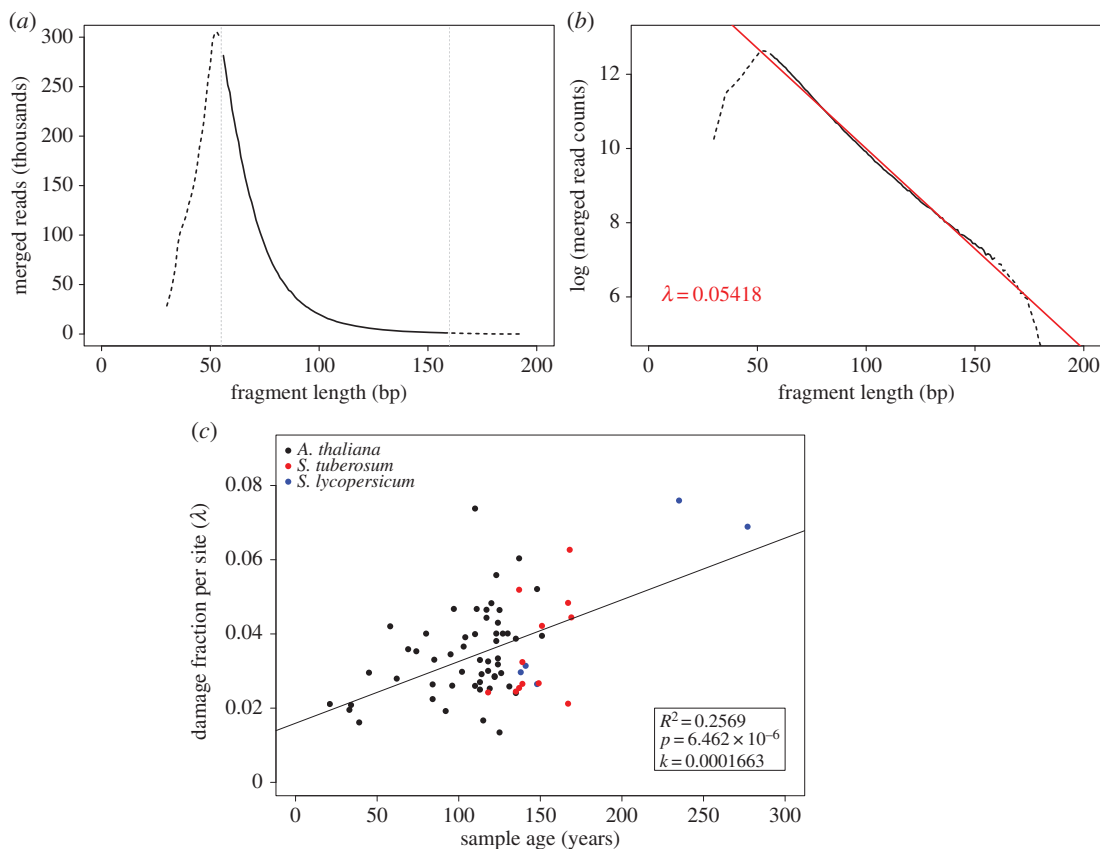 (a)
300
250
200
150
100
50
0
merged reads (thousands)
0 50 100 150 200
fragment length (bp)
(b)
12
10
8
6
log (merged read counts)
λ = 0.05418
0 50 100 150 200
fragment length (bp)
(c)
A. thaliana
S. tuberosum
S. lycopersicum
0.08
0.06
0.04
0.02
0
damage fraction per site (λ)
R² = 0.2569
p = 6.462 × 10⁻⁶
k = 0.0001663
0 50 100 150 200 250 300
sample age (years)